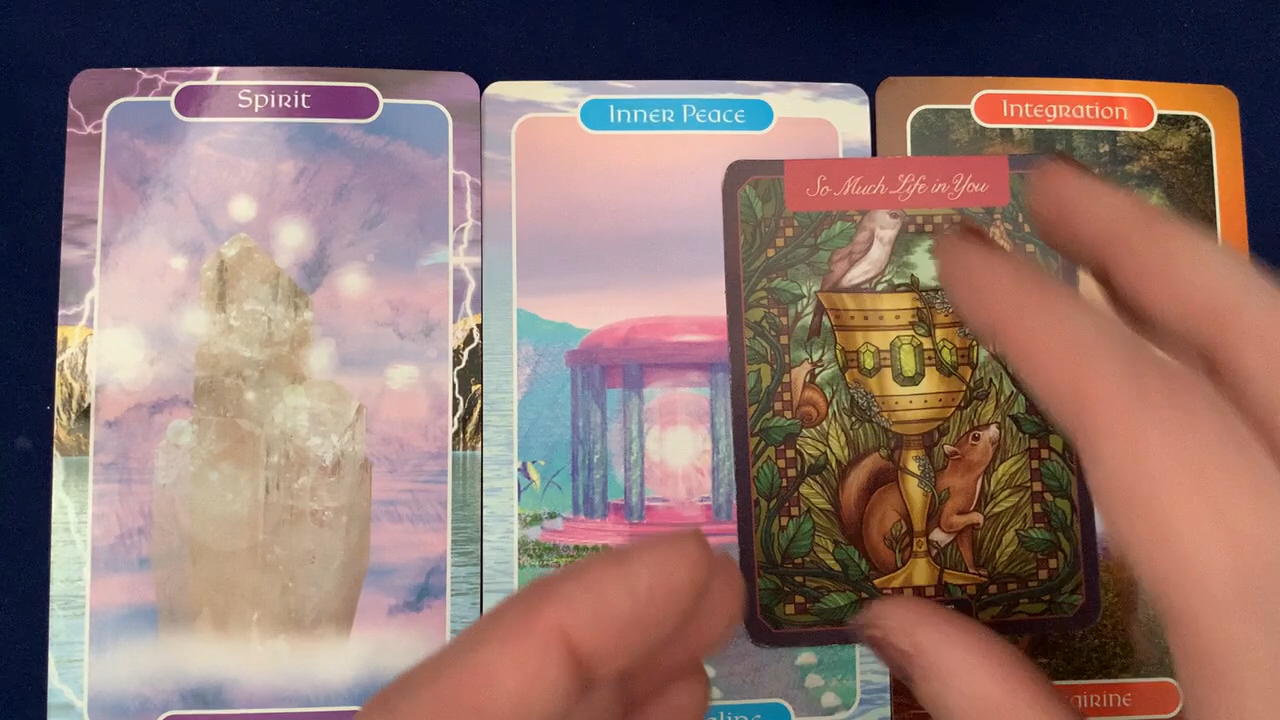 Spirit
Inner Peace
Integration
So Much Life in You